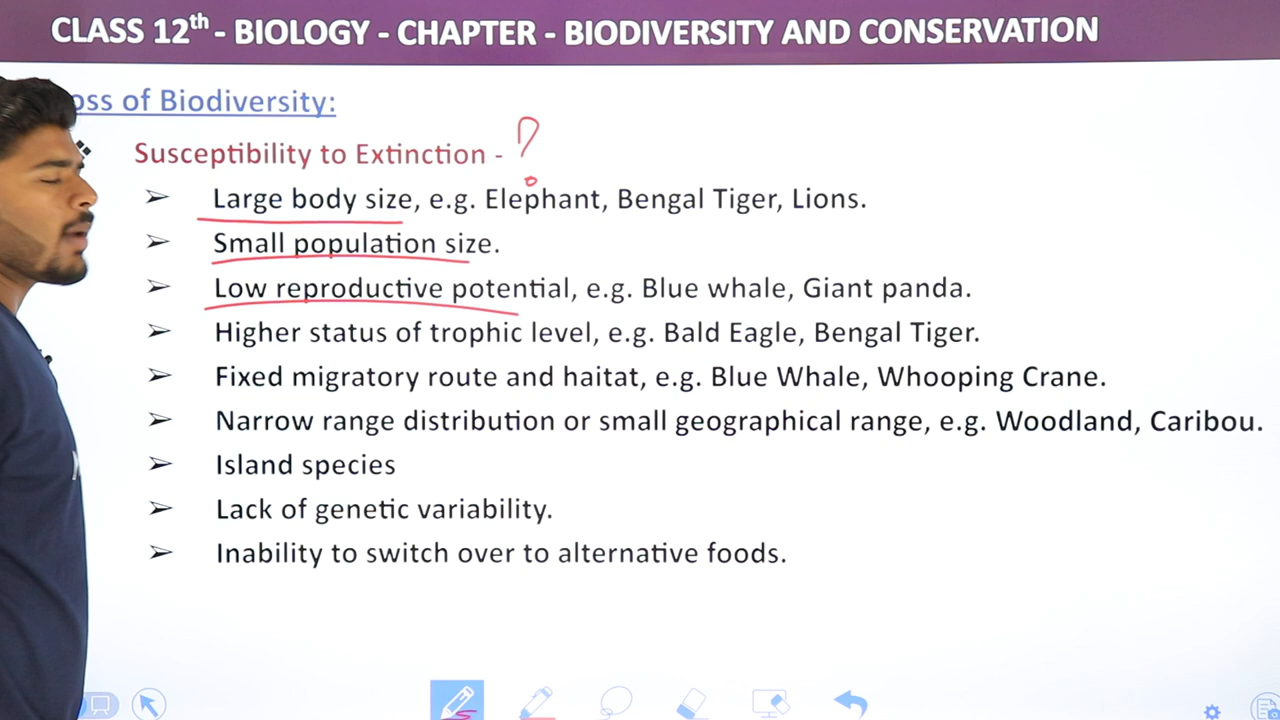 CLASS 12th - BIOLOGY - CHAPTER - BIODIVERSITY AND CONSERVATION
oss of Biodiversity:
Susceptibility to Extinction - ?
Large body size, e.g. Elephant, Bengal Tiger, Lions.
Small population size.
Low reproductive potential, e.g. Blue whale, Giant panda.
Higher status of trophic level, e.g. Bald Eagle, Bengal Tiger.
Fixed migratory route and haitat, e.g. Blue Whale, Whooping Crane.
Narrow range distribution or small geographical range, e.g. Woodland, Caribou.
Island species
Lack of genetic variability.
Inability to switch over to alternative foods.